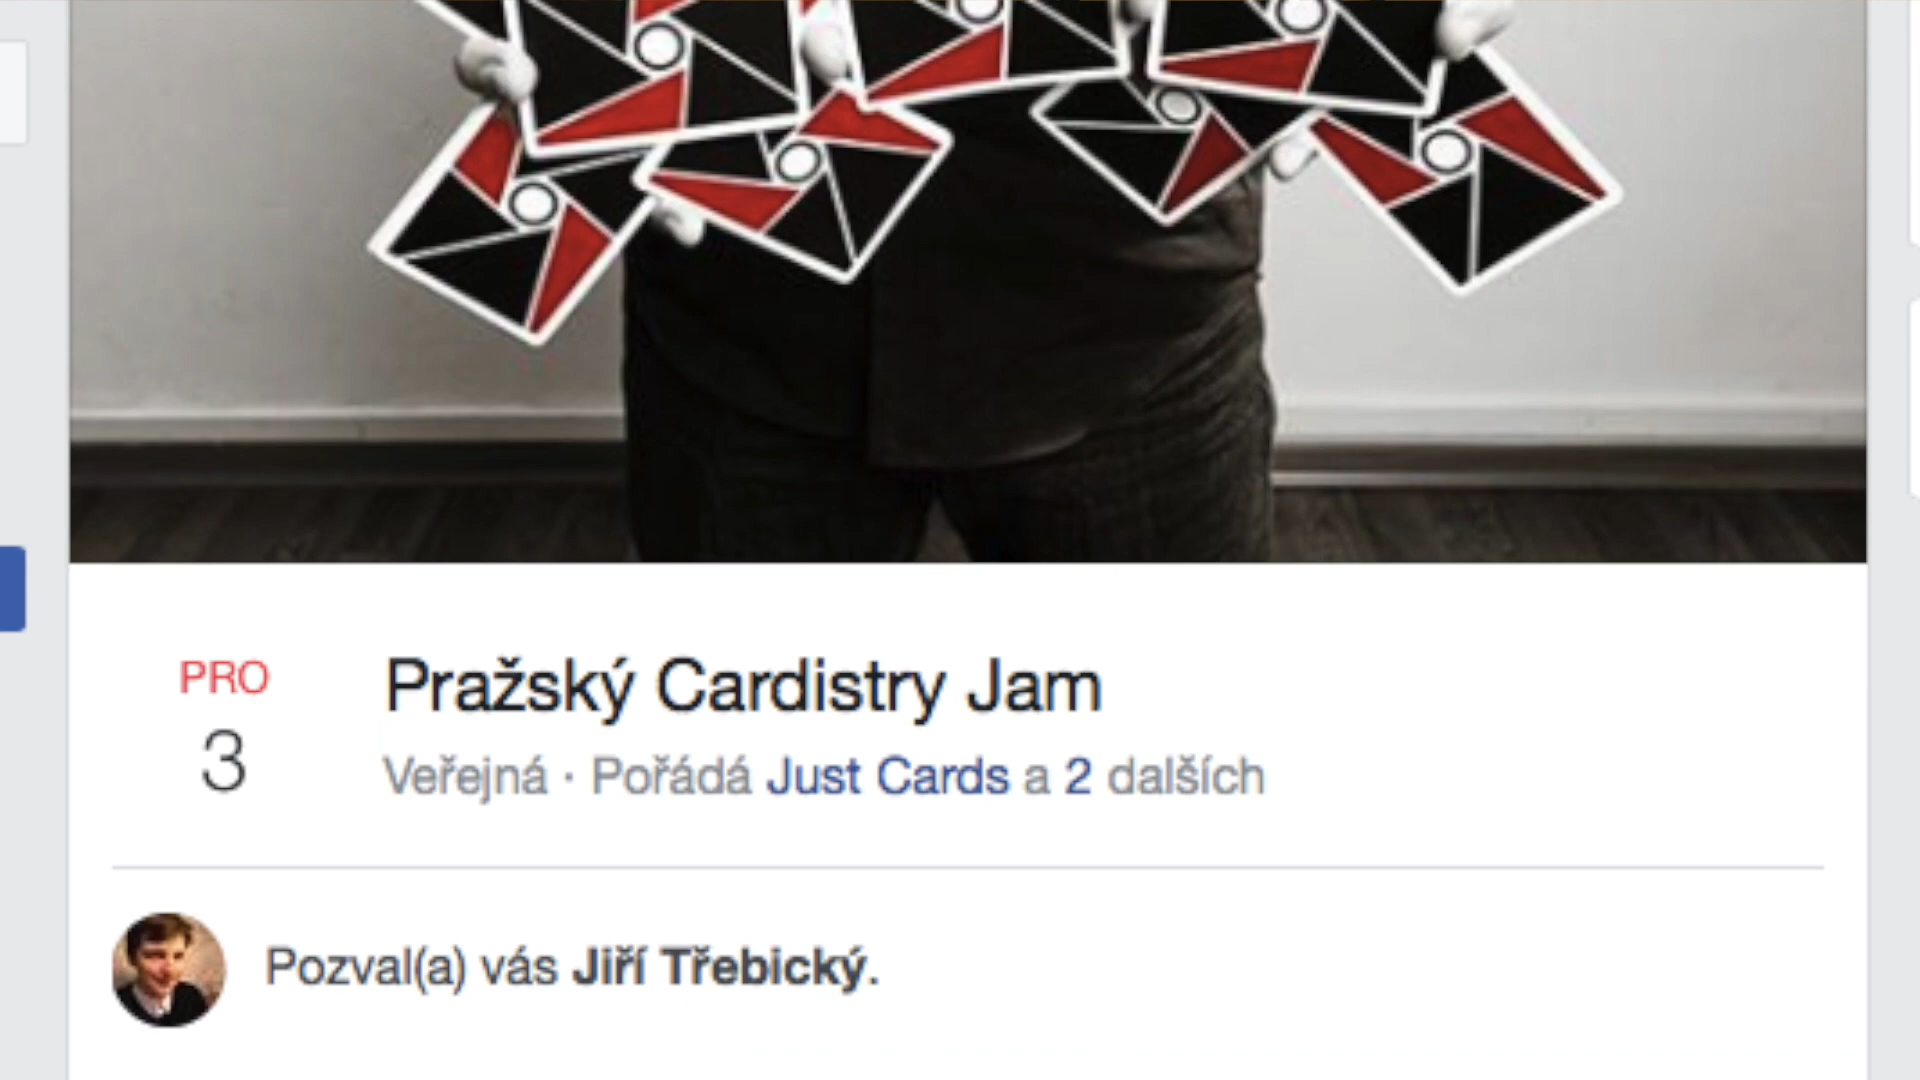 PRO
3
Pražský Cardistry Jam
Veřejná · Pořádá Just Cards a 2 dalších
Pozval(a) vás Jiří Třebický.